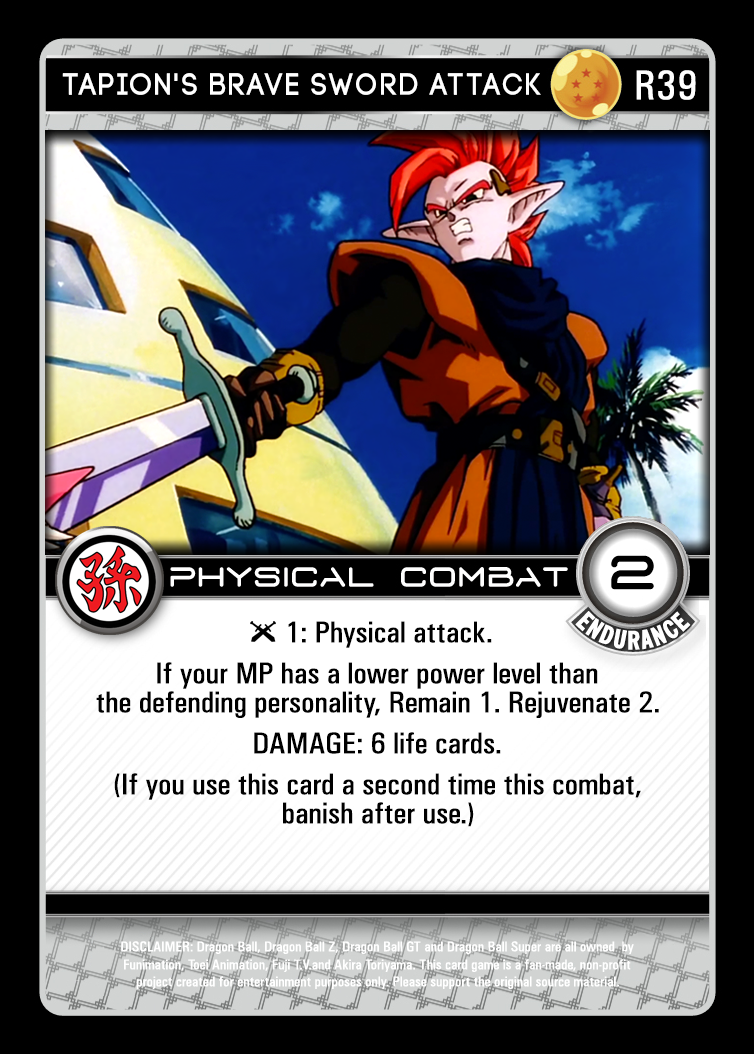 TAPION'S BRAVE SWORD ATTACK R39
孫 PHYSICAL COMBAT 2
ENDURANCE
1: Physical attack.
If your MP has a lower power level than
the defending personality, Remain 1. Rejuvenate 2.
DAMAGE: 6 life cards.
(If you use this card a second time this combat,
banish after use.)
DISCLAIMER: Dragon Ball, Dragon Ball Z, Dragon Ball GT and Dragon Ball Super are all owned by
Funimation, Toei Animation, Fuji T.V.and Akira Toriyama. This card game is a fan-made, non-profit
project created for entertainment purposes only. Please support the original source material.